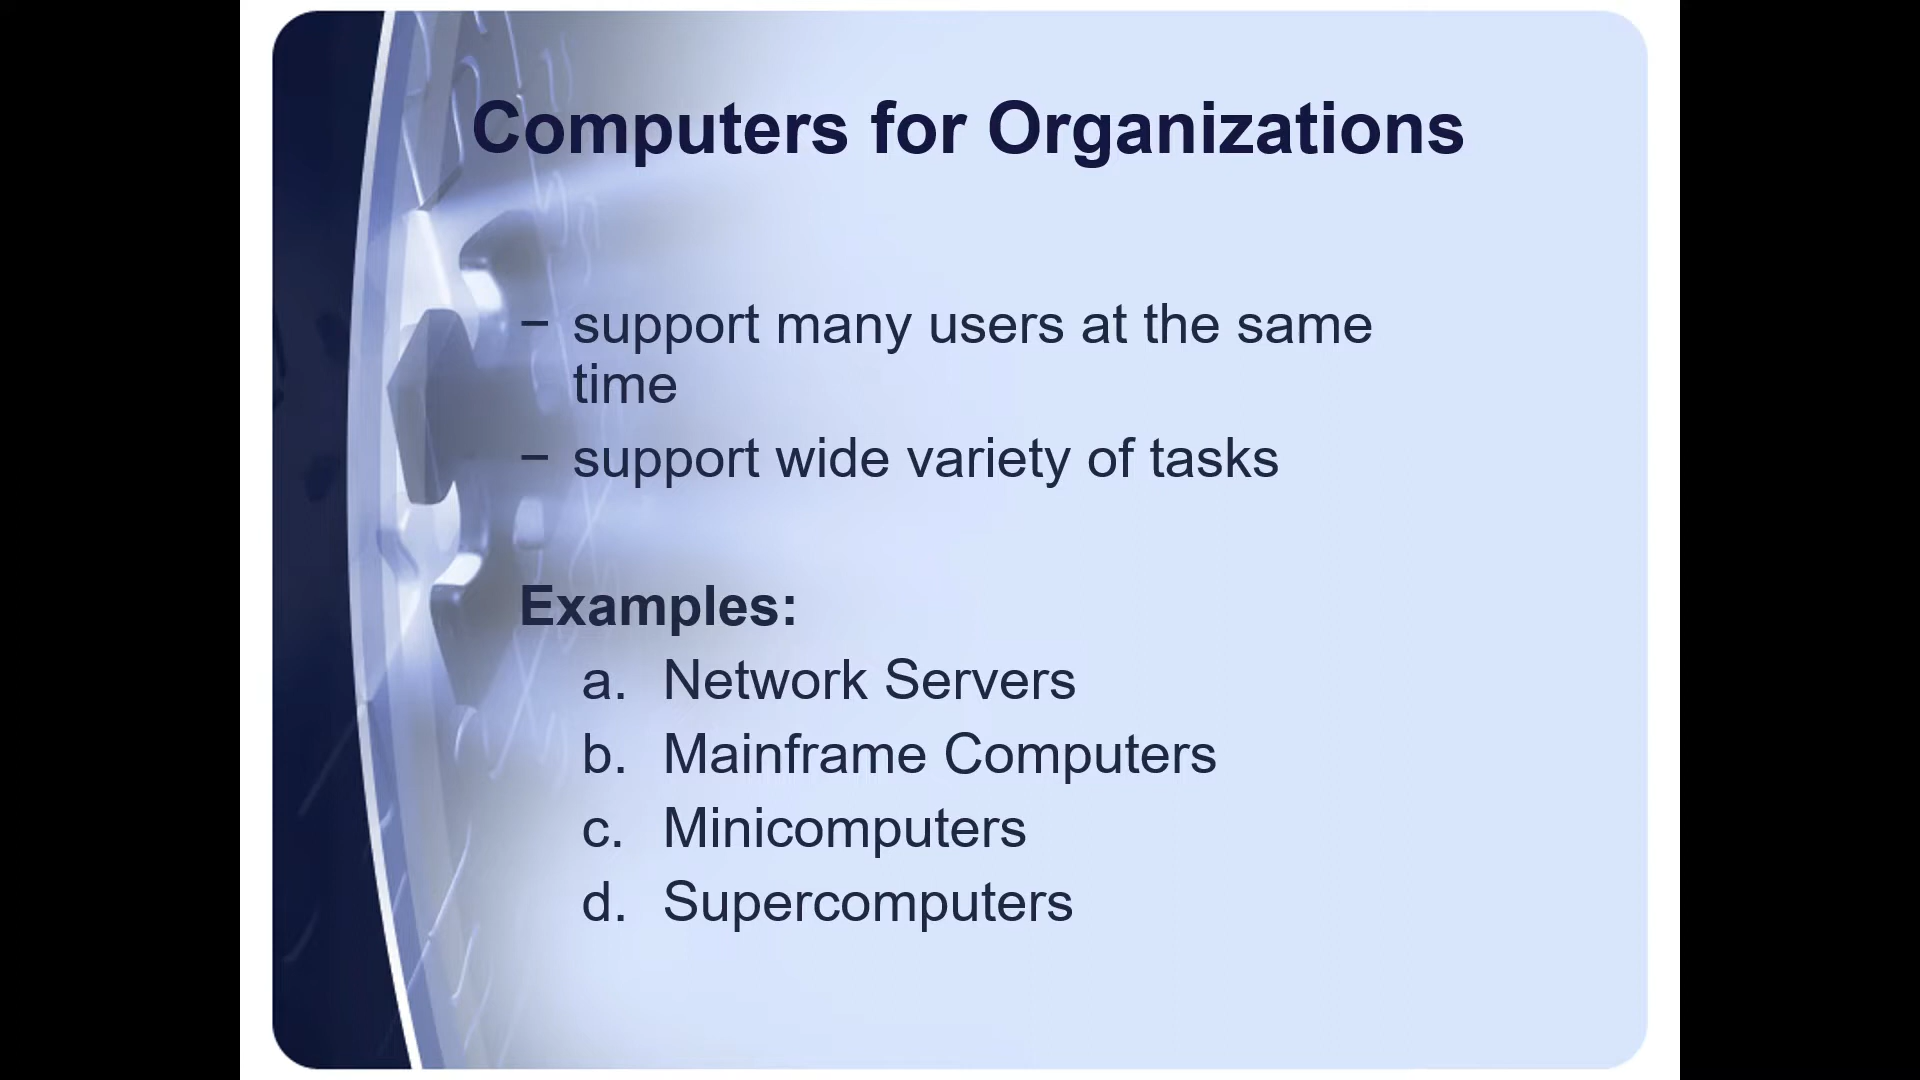 Computers for Organizations
− support many users at the same
time
− support wide variety of tasks
Examples:
a. Network Servers
b. Mainframe Computers
c. Minicomputers
d. Supercomputers